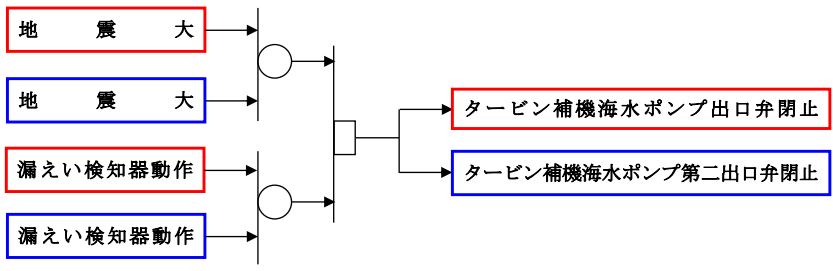 地震大
地震大
漏えい検知器動作
漏えい検知器動作
タービン補機海水ポンプ出口弁閉止
タービン補機海水ポンプ第二出口弁閉止